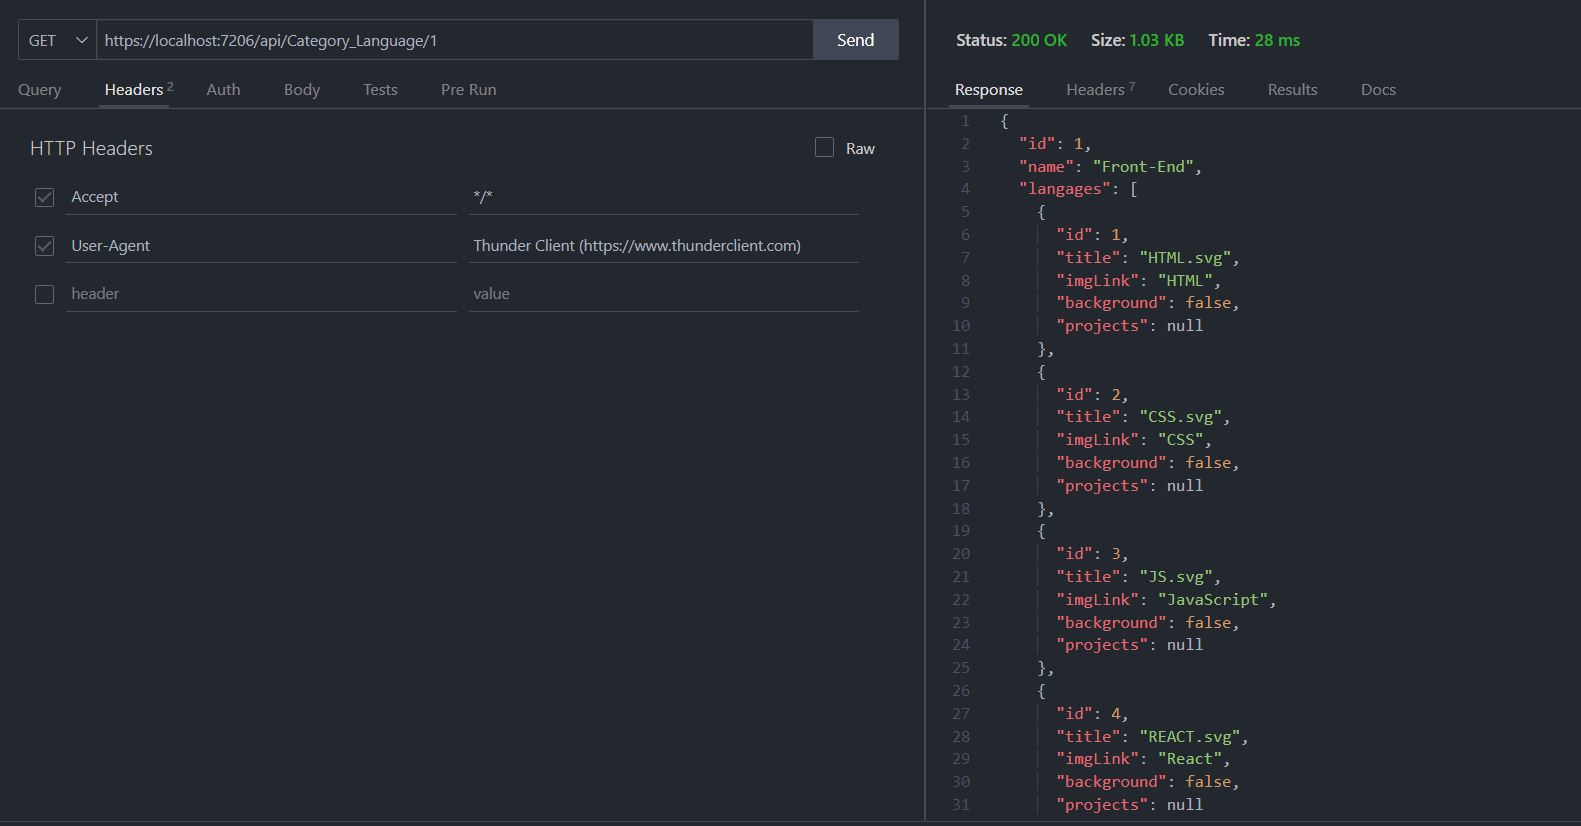 GET https://localhost:7206/api/Category_Language/1 Send
Query Headers 2 Auth Body Tests Pre Run
HTTP Headers Raw
Accept */*
User-Agent Thunder Client (https://www.thunderclient.com)
header value
Status: 200 OK Size: 1.03 KB Time: 28 ms
Response Headers 7 Cookies Results Docs
1 {
2 "id": 1,
3 "name": "Front-End",
4 "langages": [
5 {
6 "id": 1,
7 "title": "HTML.svg",
8 "imgLink": "HTML",
9 "background": false,
10 "projects": null
11 },
12 {
13 "id": 2,
14 "title": "CSS.svg",
15 "imgLink": "CSS",
16 "background": false,
17 "projects": null
18 },
19 {
20 "id": 3,
21 "title": "JS.svg",
22 "imgLink": "JavaScript",
23 "background": false,
24 "projects": null
25 },
26 {
27 "id": 4,
28 "title": "REACT.svg",
29 "imgLink": "React",
30 "background": false,
31 "projects": null